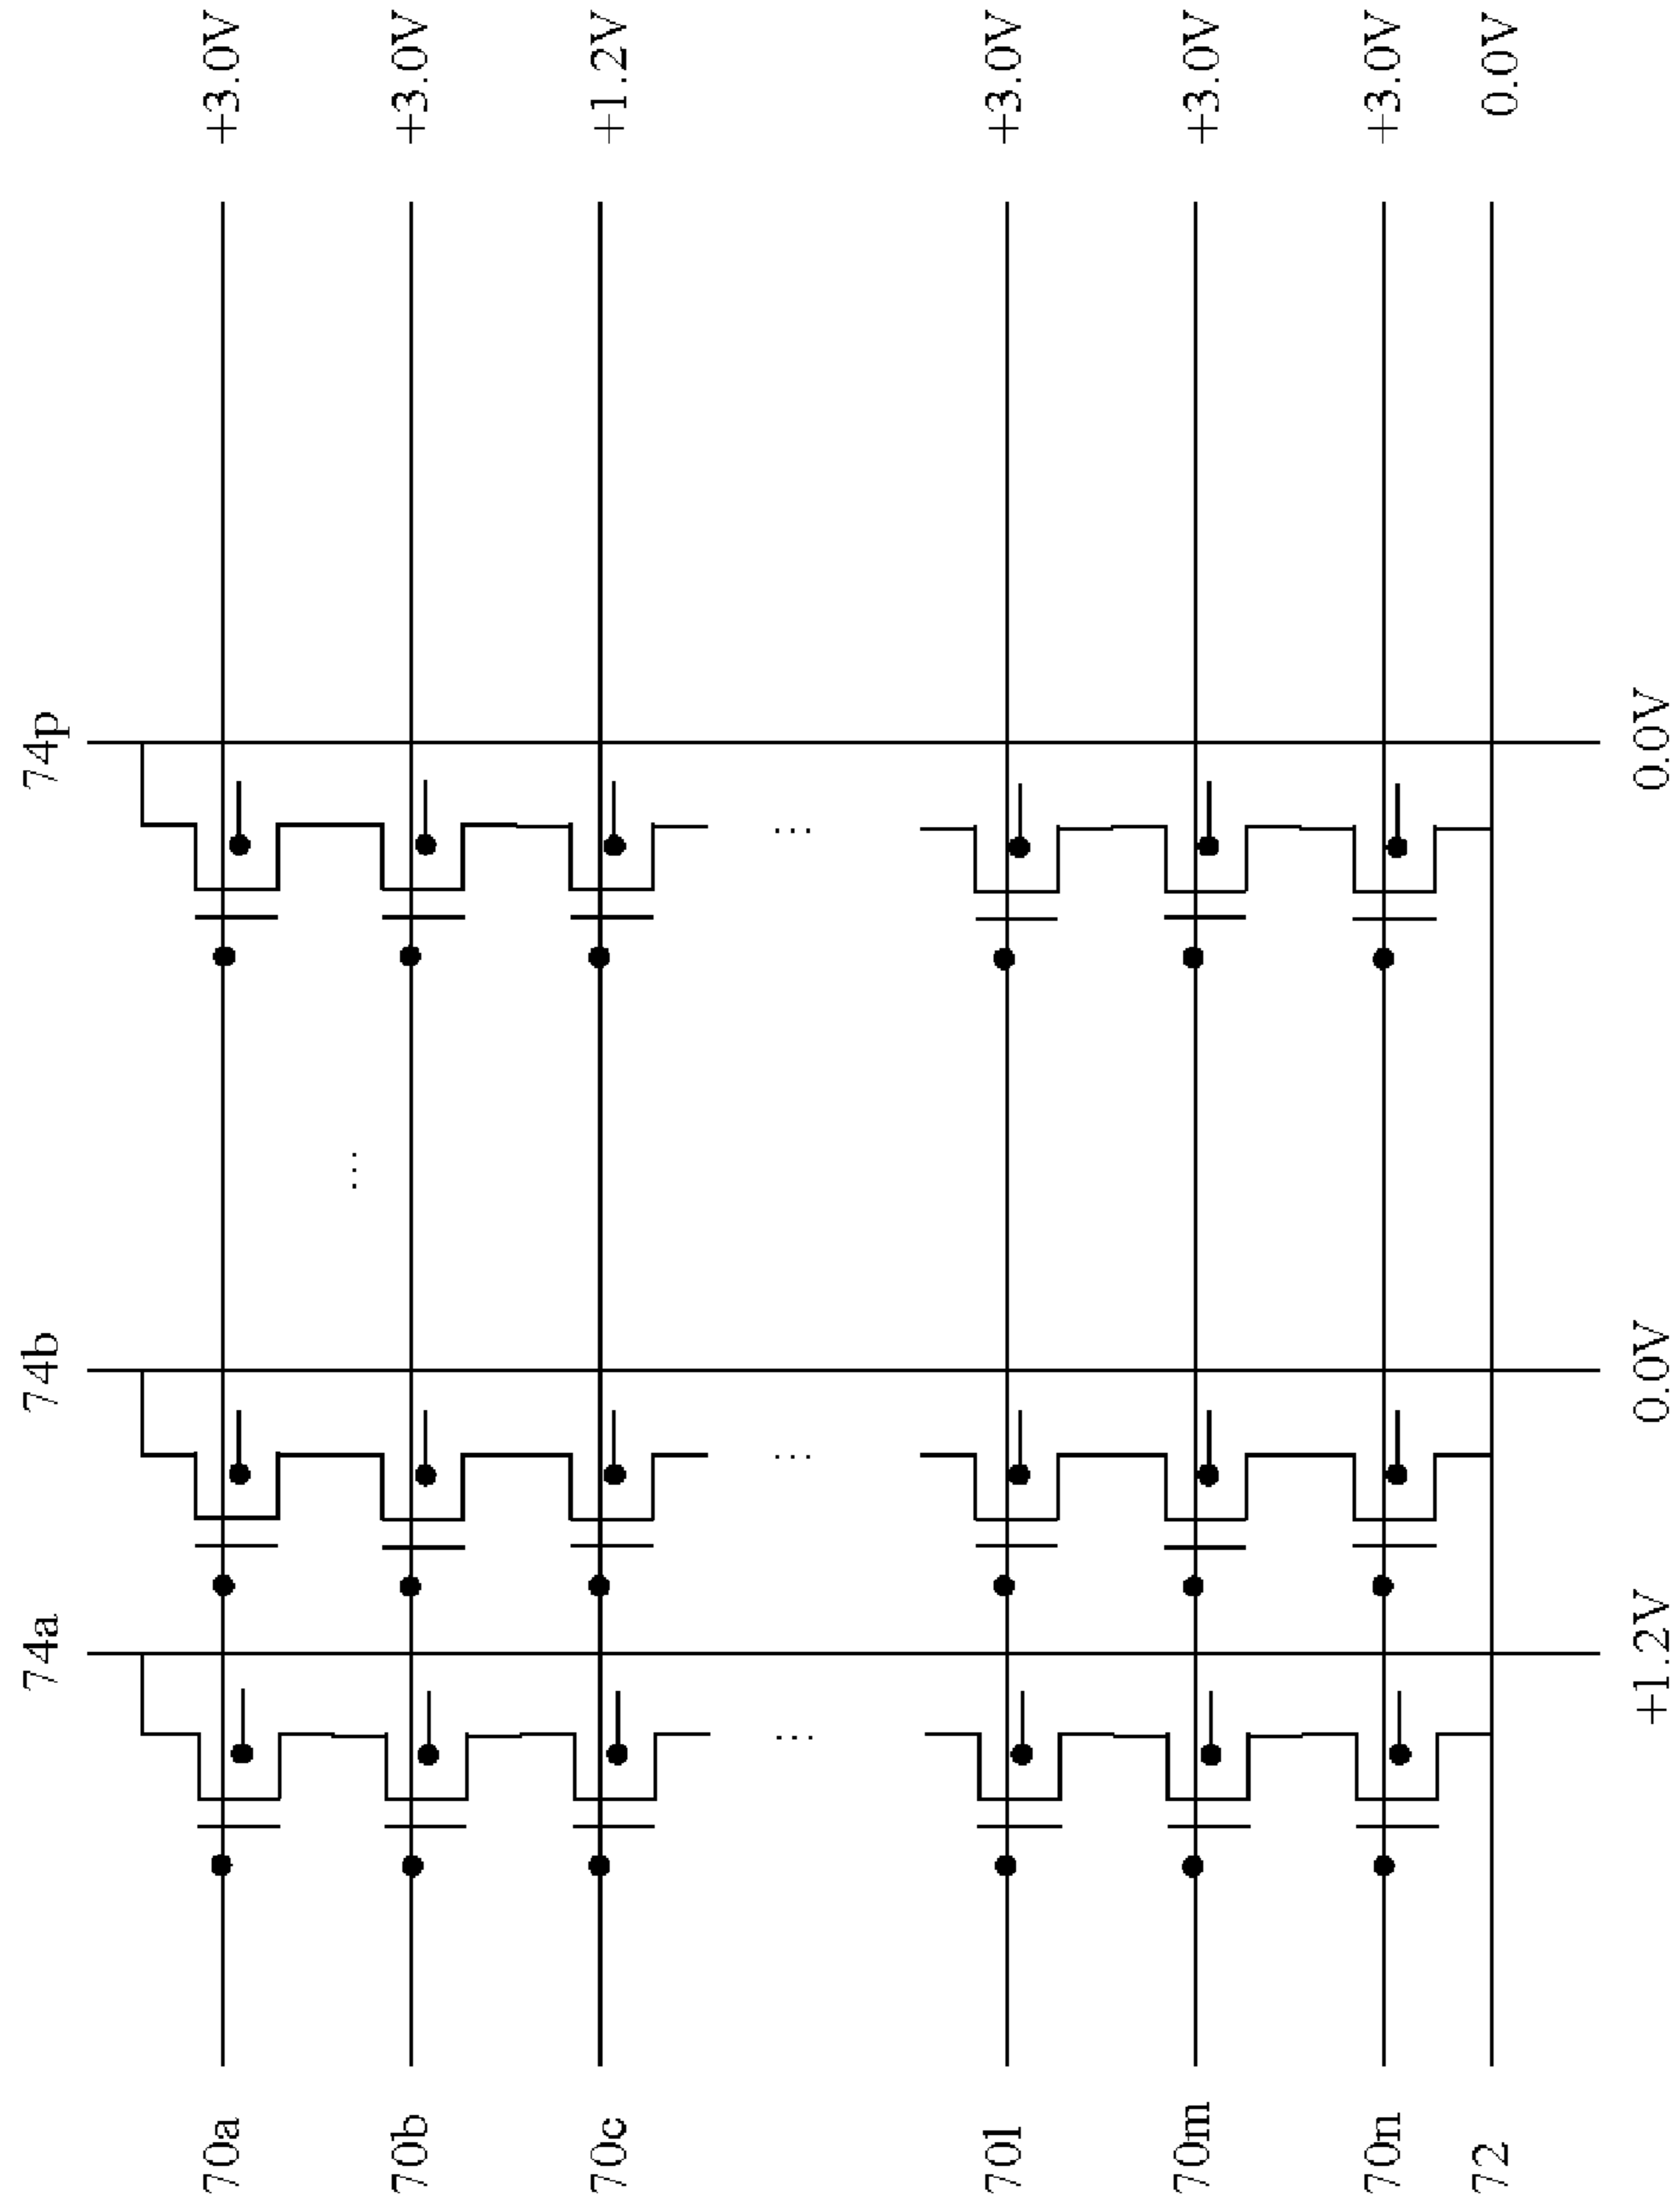 70a +3.0V
70b +3.0V
70c +1.2V
70l +3.0V
70m +3.0V
70n +3.0V
72 0.0V
74a
74b
...
74p
...
...
...
+1.2V
0.0V
0.0V